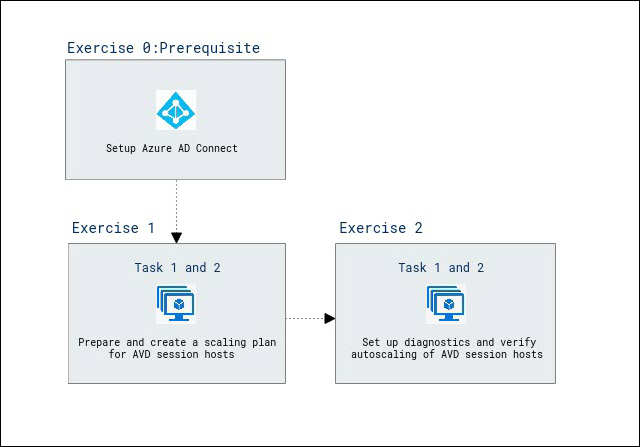 Exercise 0:Prerequisite
Setup Azure AD Connect
Exercise 1
Task 1 and 2
Prepare and create a scaling plan
for AVD session hosts
Exercise 2
Task 1 and 2
Set up diagnostics and verify
autoscaling of AVD session hosts